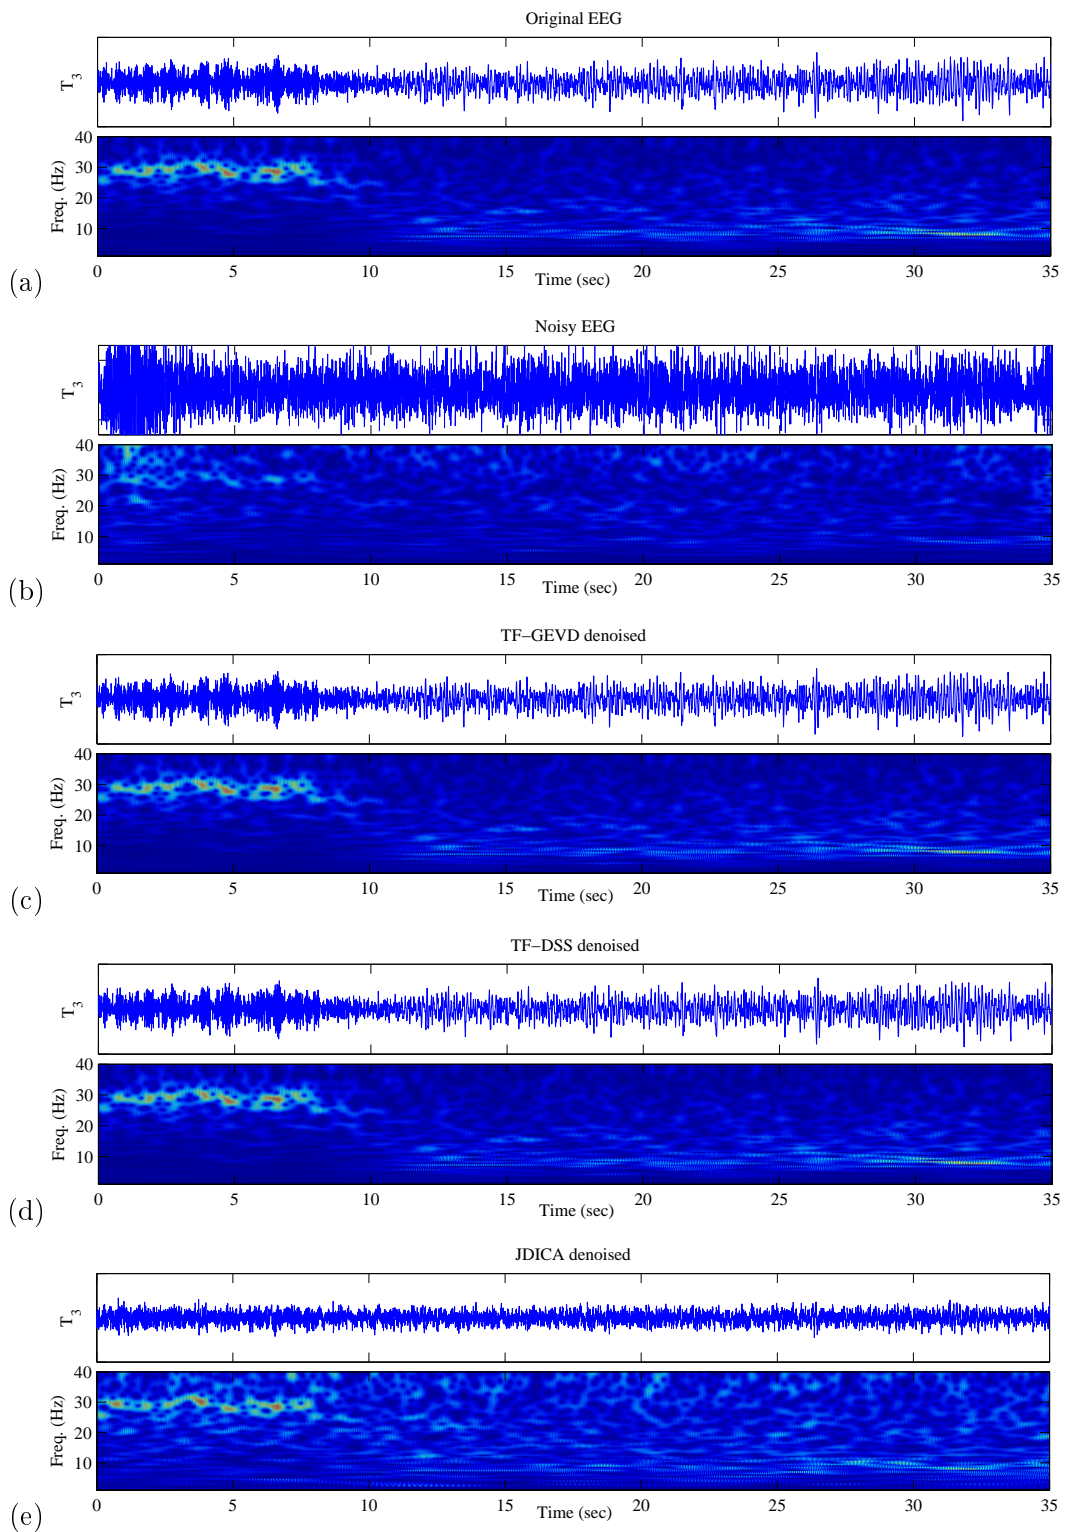 Original EEG
T3
40
30
20
10
Freq. (Hz)
0 5 10 15 20 25 30 35
Time (sec)
(a)
Noisy EEG
T3
40
30
20
10
Freq. (Hz)
0 5 10 15 20 25 30 35
Time (sec)
(b)
TF−GEVD denoised
T3
40
30
20
10
Freq. (Hz)
0 5 10 15 20 25 30 35
Time (sec)
(c)
TF−DSS denoised
T3
40
30
20
10
Freq. (Hz)
0 5 10 15 20 25 30 35
Time (sec)
(d)
JDICA denoised
T3
40
30
20
10
Freq. (Hz)
0 5 10 15 20 25 30 35
Time (sec)
(e)